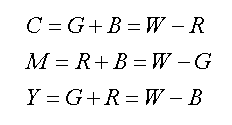 C = G + B = W − R
M = R + B = W − G
Y = G + R = W − B